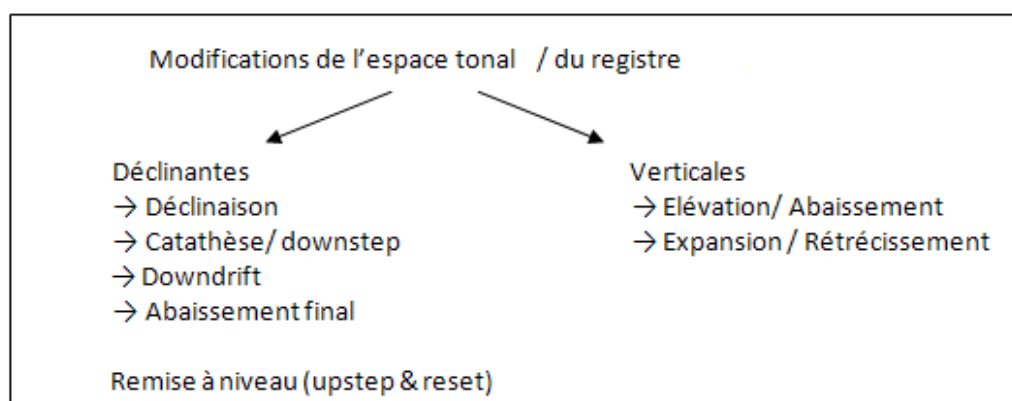 Modifications de l'espace tonal / du registre
Déclinantes
→ Déclinaison
→ Catathèse/ downstep
→ Downdrift
→ Abaissement final
Verticales
→ Elévation/ Abaissement
→ Expansion / Rétrécissement
Remise à niveau (upstep & reset)